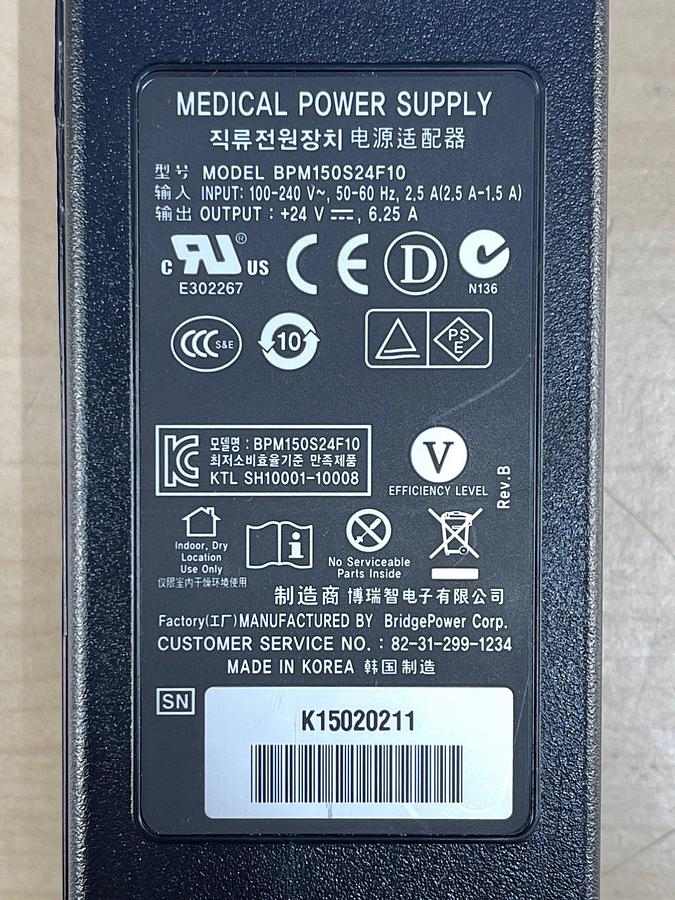 MEDICAL POWER SUPPLY
직류전원장치 电源适配器
型号 MODEL BPM150S24F10
输入 INPUT: 100-240 V~, 50-60 Hz, 2.5 A(2.5 A-1.5 A)
输出 OUTPUT : +24 V ⎓, 6.25 A
c RU ® US
E302267
CE
D
N136
CCC S&E
10
PSE
KC
모델명 : BPM150S24F10
최저소비효율기준 만족제품
KTL SH10001-10008
V
EFFICIENCY LEVEL
Rev.B
Indoor, Dry
Location
Use Only
仅限室内干燥环境使用
i
No Serviceable
Parts Inside
制造商 博瑞智电子有限公司
Factory(工厂)MANUFACTURED BY BridgePower Corp.
CUSTOMER SERVICE NO. : 82-31-299-1234
MADE IN KOREA 韩国制造
SN
K15020211